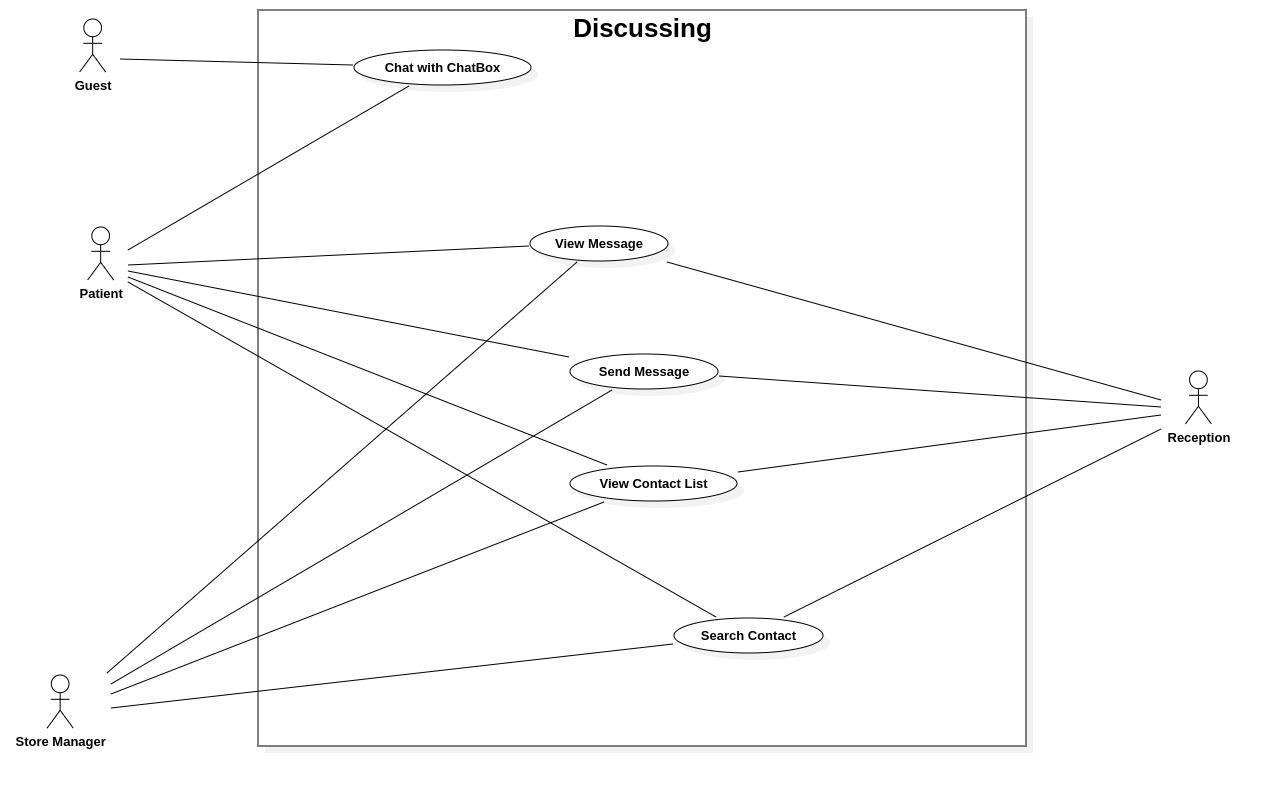 Discussing
Guest
Chat with ChatBox
Patient
View Message
Send Message
Reception
View Contact List
Search Contact
Store Manager